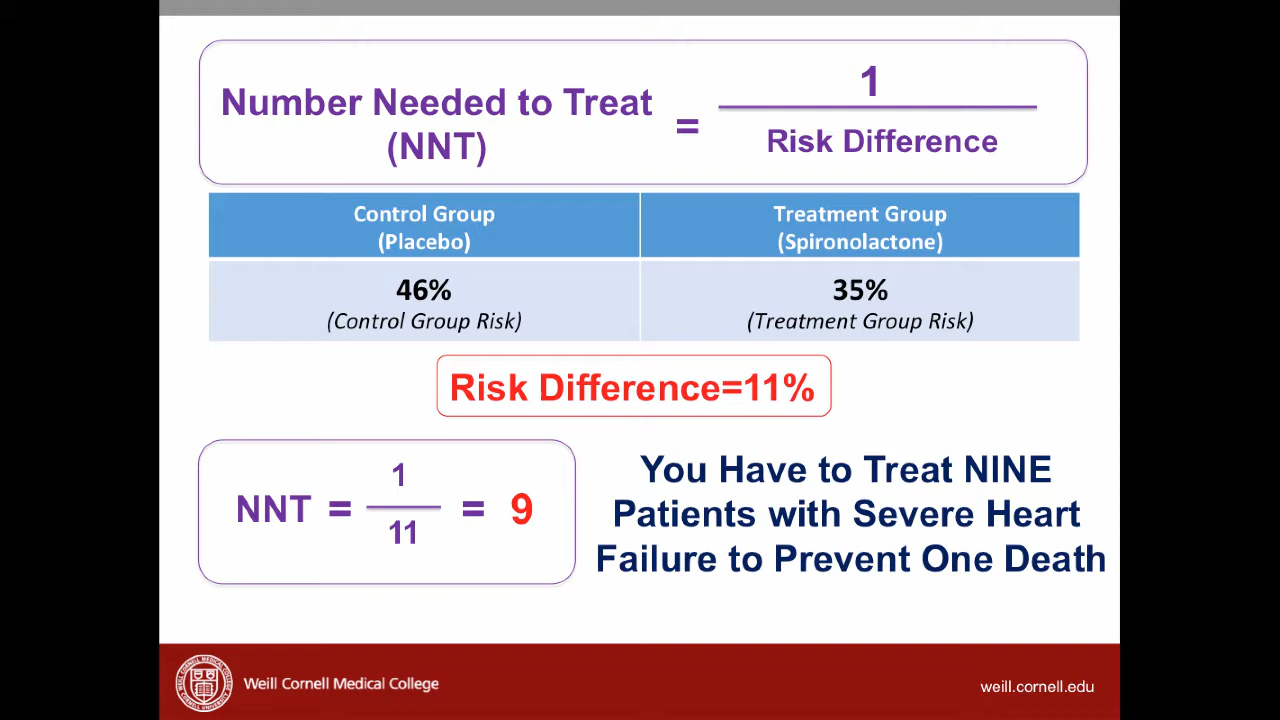 Number Needed to Treat
(NNT)
=
1
Risk Difference
Control Group
(Placebo)
Treatment Group
(Spironolactone)
46%
(Control Group Risk)
35%
(Treatment Group Risk)
Risk Difference=11%
NNT = 1
11
= 9
You Have to Treat NINE
Patients with Severe Heart
Failure to Prevent One Death
Weill Cornell Medical College
weill.cornell.edu